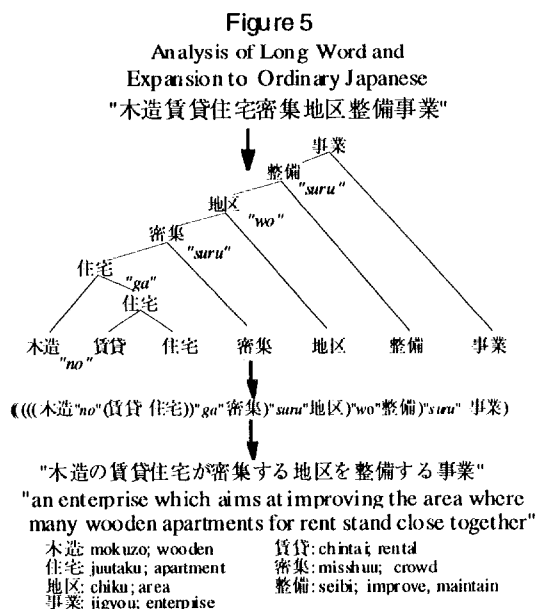 Figure 5
Analysis of Long Word and
Expansion to Ordinary Japanese
"木造賃貸住宅密集地区整備事業"
事業
整備
"suru"
地区
"wo"
密集
"suru"
住宅
"ga"
住宅
木造 "no" 賃貸 住宅 密集 地区 整備 事業
(((((木造"no"(賃貸 住宅))"ga"密集)"suru"地区)"wo"整備)"suru" 事業)
"木造の賃貸住宅が密集する地区を整備する事業"
"an enterprise which aims at improving the area where
many wooden apartments for rent stand close together"
木造: mokuzo; wooden 賃貸: chintai; rental
住宅: juutaku; apartment 密集: misshuu; crowd
地区: chiku; area 整備: seibi; improve, maintain
事業: jigyou; enterprise